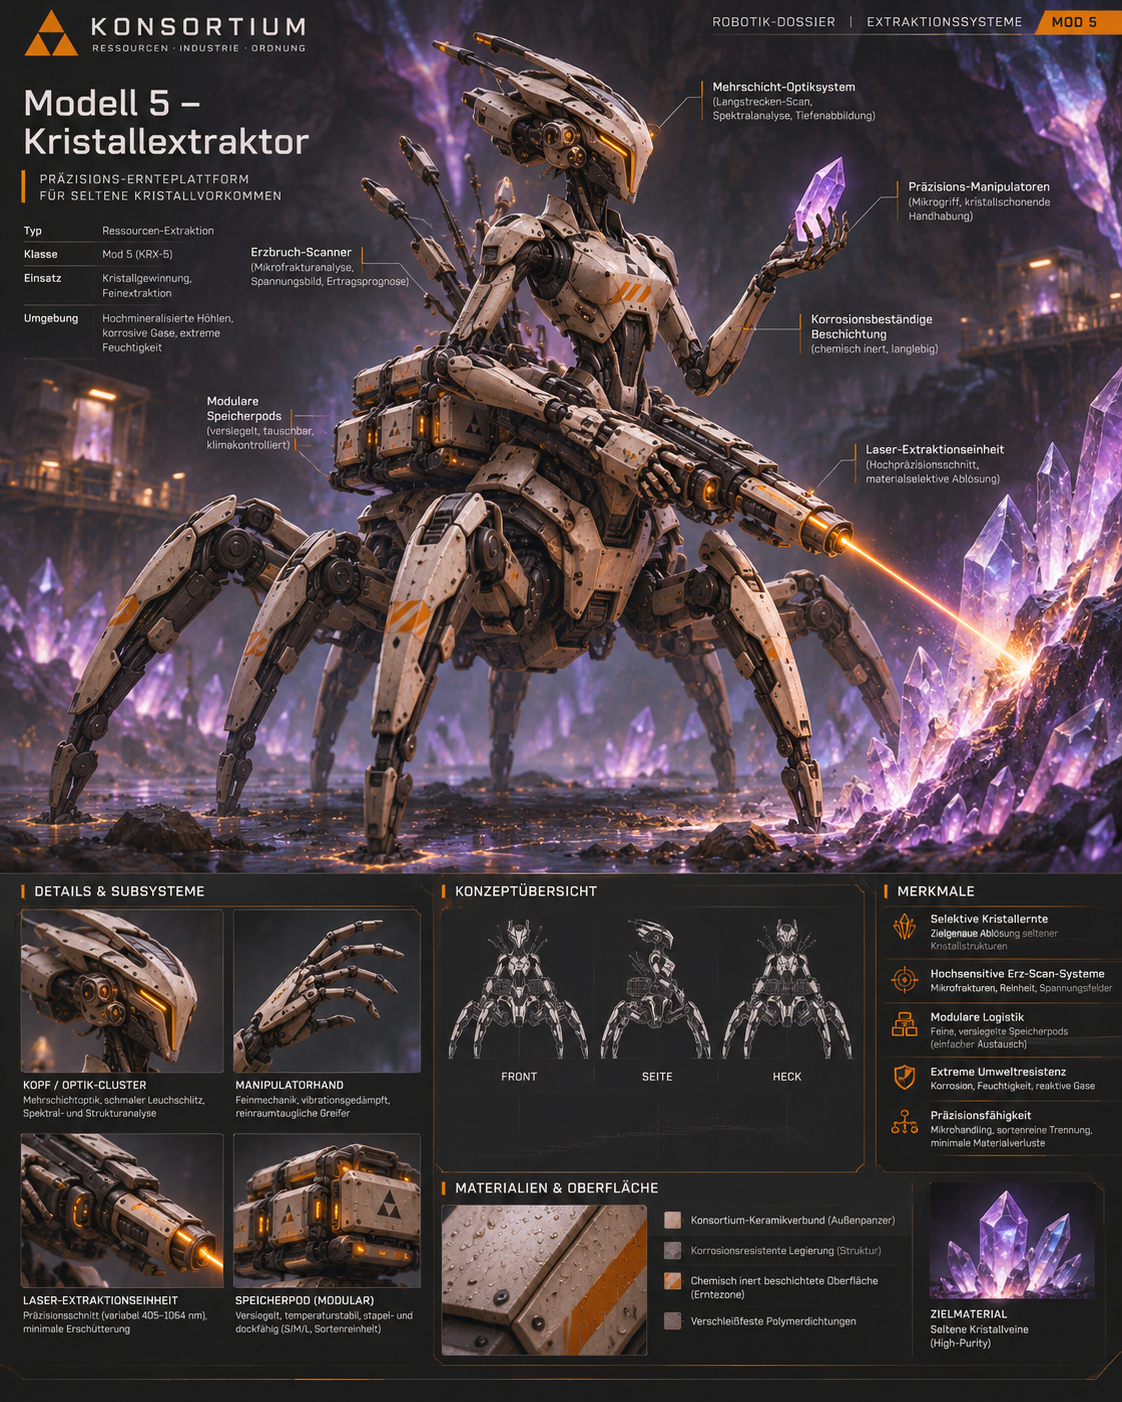 KONSORTIUM
RESSOURCEN · INDUSTRIE · ORDNUNG
ROBOTIK-DOSSIER | EXTRAKTIONSSYSTEME
MOD 5
Modell 5 –
Kristallextraktor
PRÄZISIONS-ERNTEPLATTFORM
FÜR SELTENE KRISTALLVORKOMMEN
Typ Ressourcen-Extraktion
Klasse Mod 5 (KRX-5)
Einsatz Kristallgewinnung,
Feinextraktion
Umgebung Hochmineralisierte Höhlen,
korrosive Gase, extreme
Feuchtigkeit
Mehrschicht-Optiksystem
(Langstrecken-Scan,
Spektralanalyse, Tiefenabbildung)
Präzisions-Manipulatoren
(Mikrogriff, kristallschonende
Handhabung)
Erzbruch-Scanner
(Mikrofrakturanalyse,
Spannungsbild, Ertragsprognose)
Korrosionsbeständige
Beschichtung
(chemisch inert, langlebig)
Modulare
Speicherpods
(versiegelt, tauschbar,
klimakontrolliert)
Laser-Extraktionseinheit
(Hochpräzisionsschnitt,
materialselektive Ablösung)
DETAILS & SUBSYSTEME
KOPF / OPTIK-CLUSTER
Mehrschichtoptik, schmaler Leuchschlitz,
Spektral- und Strukturanalyse
MANIPULATORHAND
Feinmechanik, vibrationsgedämpft,
reinraumtaugliche Greifer
LASER-EXTRAKTIONSEINHEIT
Präzisionsschnitt (variabel 405–1064 nm),
minimale Erschütterung
SPEICHERPOD (MODULAR)
Versiegelt, temperaturstabil, stapel- und
dockfähig (S/M/L, Sortenreinheit)
KONZEPTÜBERSICHT
FRONT
SEITE
HECK
MERKMALE
Selektive Kristallernte
Zielgenaue Ablösung seltener
Kristallstrukturen
Hochsensitive Erz-Scan-Systeme
Mikrofrakturen, Reinheit, Spannungsfelder
Modulare Logistik
Feine, versiegelte Speicherpods
(einfacher Austausch)
Extreme Umweltresistenz
Korrosion, Feuchtigkeit, reaktive Gase
Präzisionsfähigkeit
Mikrohandling, sortenreine Trennung,
minimale Materialverluste
MATERIALIEN & OBERFLÄCHE
Konsortium-Keramikverbund (Außenpanzer)
Korrosionsresistente Legierung (Struktur)
Chemisch inert beschichtete Oberfläche
(Erntezone)
Verschleißfeste Polymerdichtungen
ZIELMATERIAL
Seltene Kristallveine
(High-Purity)